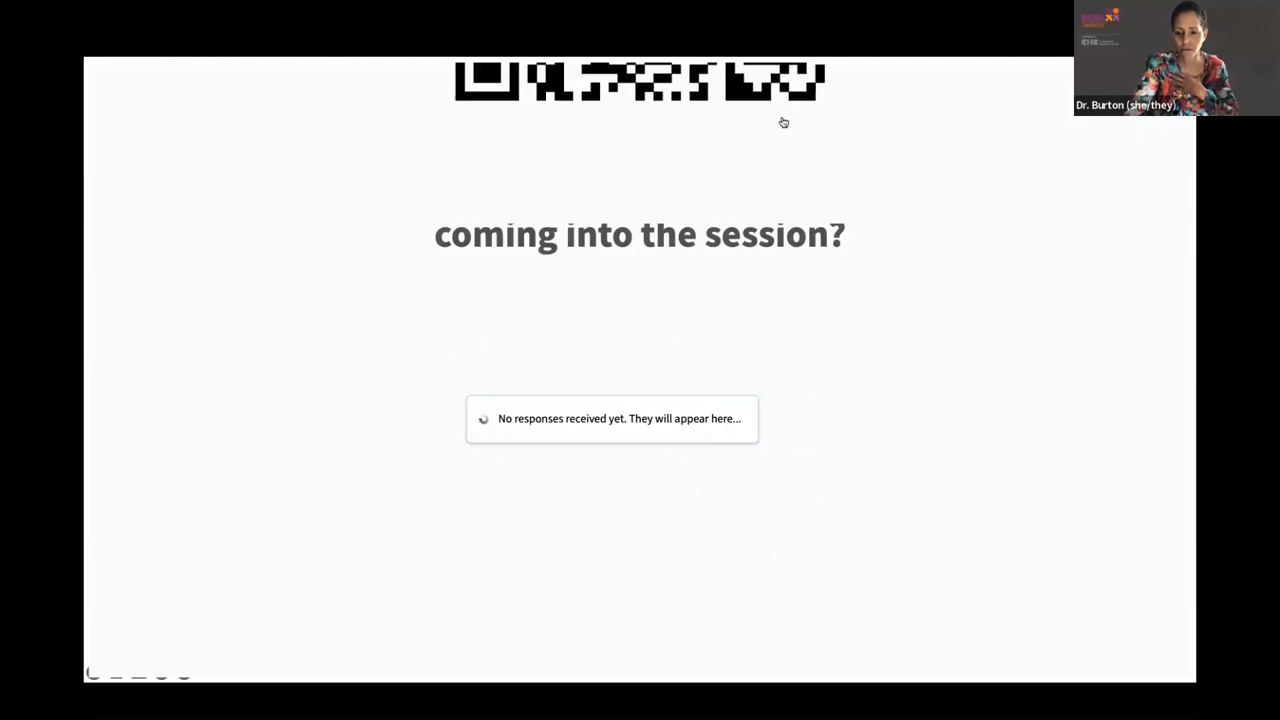 Dr. Burton (she/they)
coming into the session?
No responses received yet. They will appear here...